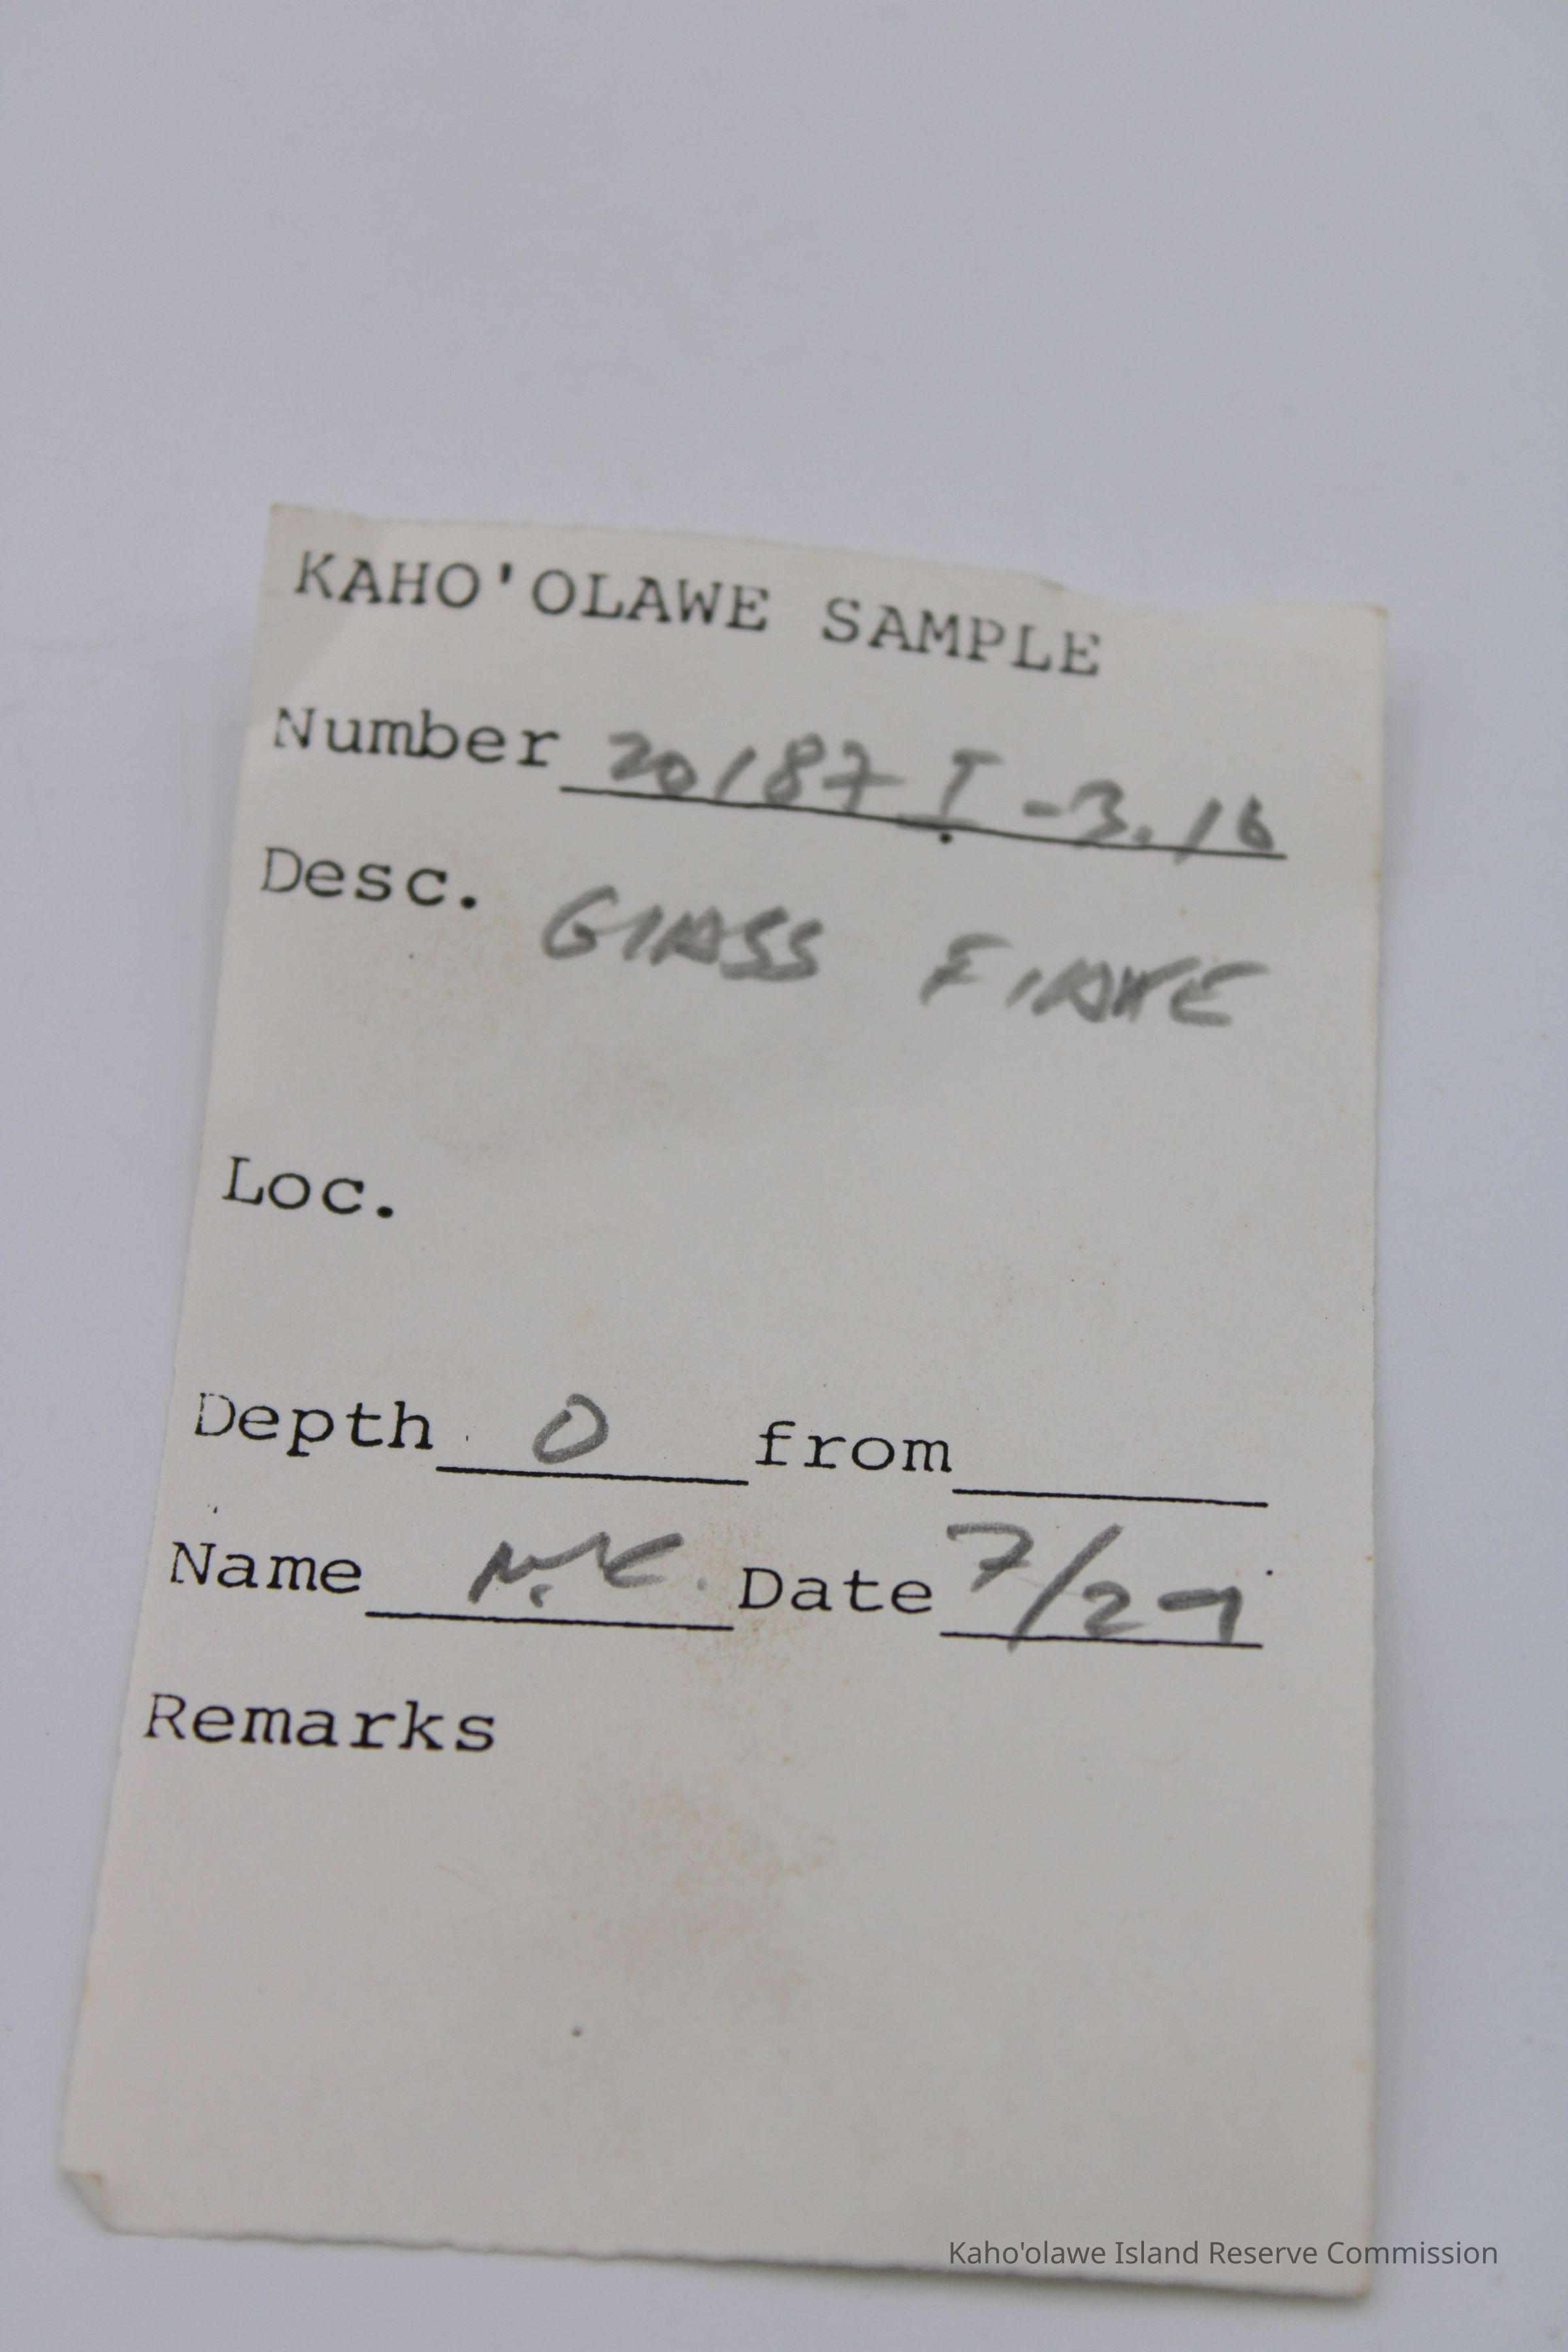 KAHO'OLAWE SAMPLE
Number 20187 I -3.16
Desc. GLASS FLAKE
Loc.
Depth 0 from
Name N.K. Date 7/27
Remarks
Kaho'olawe Island Reserve Commission